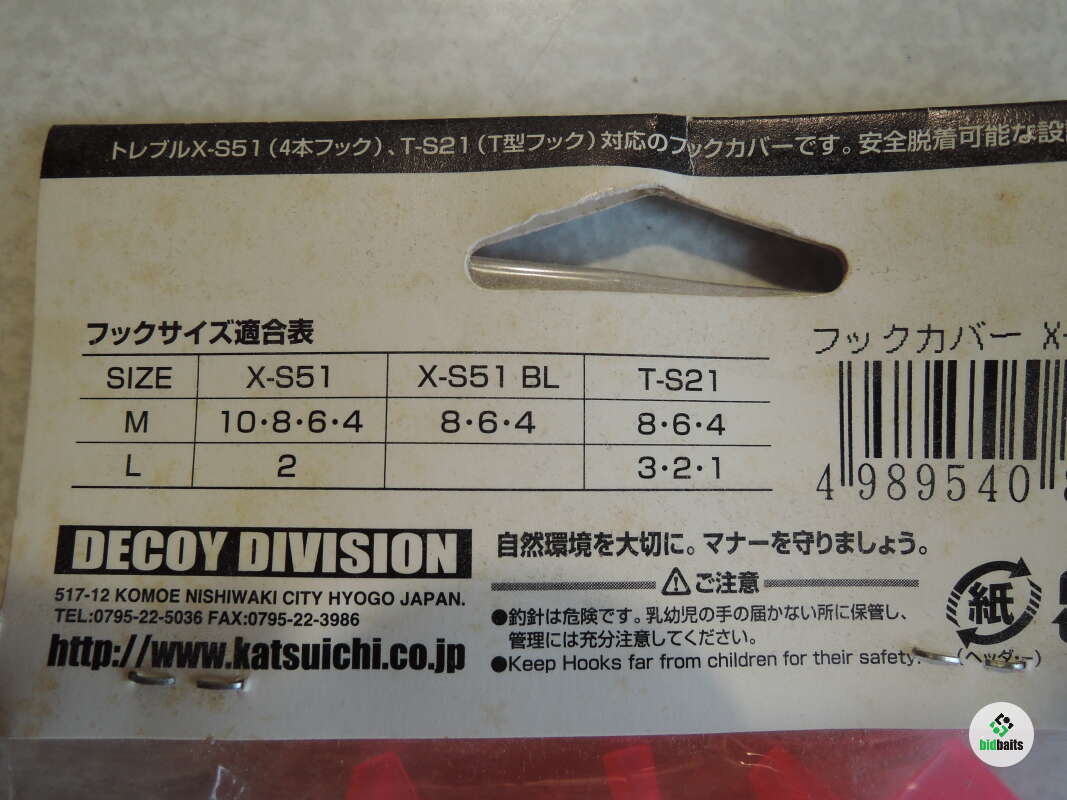 トレブルX-S51(4本フック)、T-S21(T型フック)対応のフックカバーです。安全脱着可能な設
フックサイズ適合表
フックカバー X-
SIZE X-S51 X-S51 BL T-S21
M 10・8・6・4 8・6・4 8・6・4
L 2 3・2・1
4 989540
DECOY DIVISION
517-12 KOMOE NISHIWAKI CITY HYOGO JAPAN.
TEL:0795-22-5036 FAX:0795-22-3986
http://www.katsuichi.co.jp
自然環境を大切に。マナーを守りましょう。
ご注意
●釣針は危険です。乳幼児の手の届かない所に保管し、
管理には充分注意してください。
●Keep Hooks far from children for their safety.
紙
(ヘッダー)
bidbaits